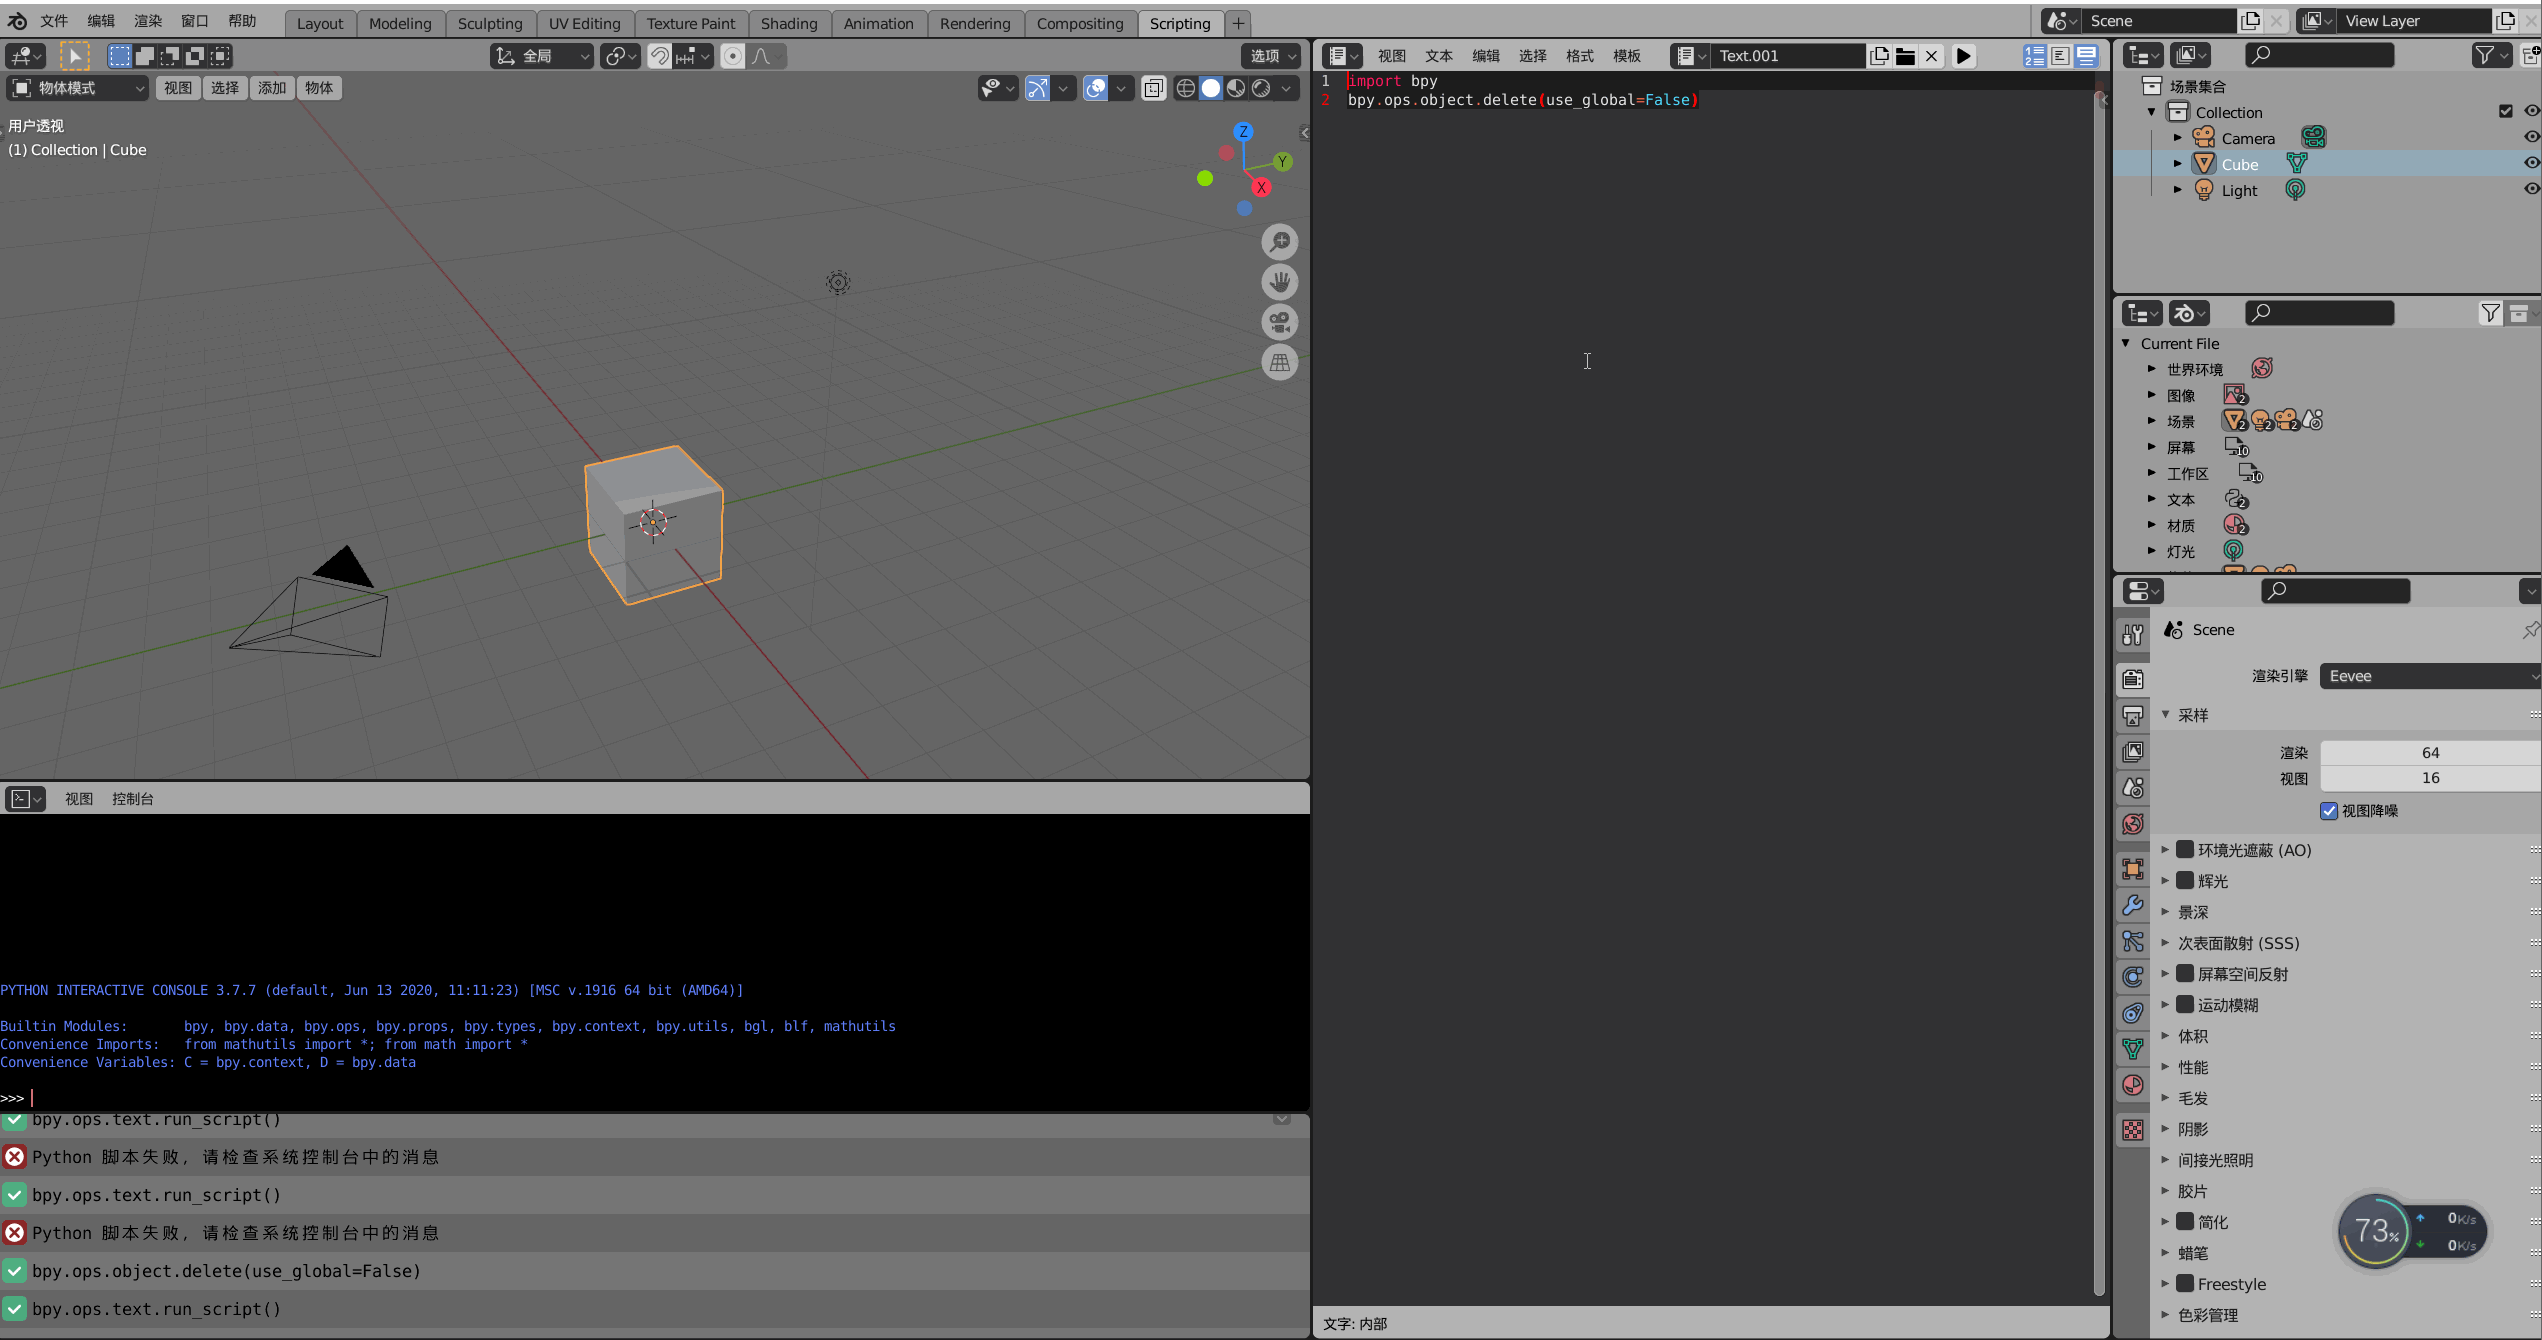 文件 编辑 渲染 窗口 帮助 Layout Modeling Sculpting UV Editing Texture Paint Shading Animation Rendering Compositing Scripting + Scene View Layer
全局 选项
物体模式 视图 选择 添加 物体
用户透视
(1) Collection | Cube
Z
Y
X
视图 文本 编辑 选择 格式 模板 Text.001
1 import bpy
2 bpy.ops.object.delete(use_global=False)
文字: 内部
视图 控制台
PYTHON INTERACTIVE CONSOLE 3.7.7 (default, Jun 13 2020, 11:11:23) [MSC v.1916 64 bit (AMD64)]
Builtin Modules: bpy, bpy.data, bpy.ops, bpy.props, bpy.types, bpy.context, bpy.utils, bgl, blf, mathutils
Convenience Imports: from mathutils import *; from math import *
Convenience Variables: C = bpy.context, D = bpy.data
>>>
bpy.ops.text.run_script()
Python 脚本失败, 请检查系统控制台中的消息
bpy.ops.text.run_script()
Python 脚本失败, 请检查系统控制台中的消息
bpy.ops.object.delete(use_global=False)
bpy.ops.text.run_script()
场景集合
Collection
Camera
Cube
Light
Current File
世界环境
图像 2
场景 2 2 2
屏幕 10
工作区 10
文本 2
材质 2
灯光
Scene
渲染引擎 Eevee
采样
渲染 64
视图 16
视图降噪
环境光遮蔽 (AO)
辉光
景深
次表面散射 (SSS)
屏幕空间反射
运动模糊
体积
性能
毛发
阴影
间接光照明
胶片
简化
蜡笔
Freestyle
色彩管理
73%
0K/s
0K/s